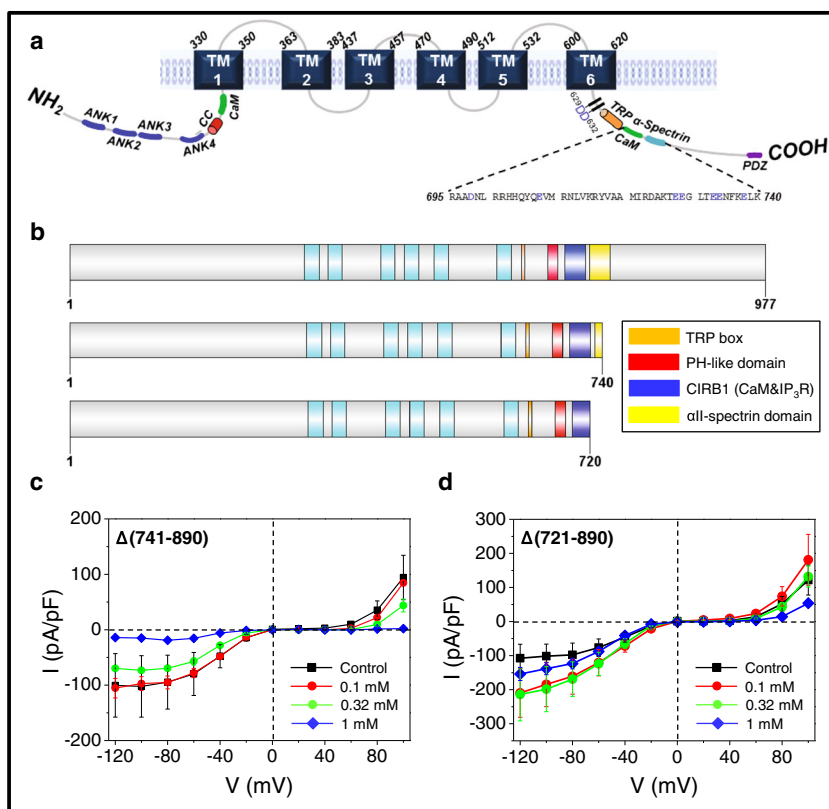 a
330 350 363 383 437 457 470 490 512 532 600 620
TM 1
TM 2
TM 3
TM 4
TM 5
TM 6
NH2
ANK1
ANK2
ANK3
ANK4
CC
CaM
629DD632
TRP α-Spectrin
CaM
PDZ
COOH
695 RAADNL RRHHQYQEVM RNLVKRYVAA MIRDAKTEEG LTEENFKELK 740
b
1 977
1 740
1 720
TRP box
PH-like domain
CIRB1 (CaM&IP3R)
αII-spectrin domain
c
Δ(741-890)
I (pA/pF)
200
100
0
-100
-200
-120 -80 -40 0 40 80
V (mV)
Control
0.1 mM
0.32 mM
1 mM
d
Δ(721-890)
I (pA/pF)
300
200
100
0
-100
-200
-300
-120 -80 -40 0 40 80
V (mV)
Control
0.1 mM
0.32 mM
1 mM